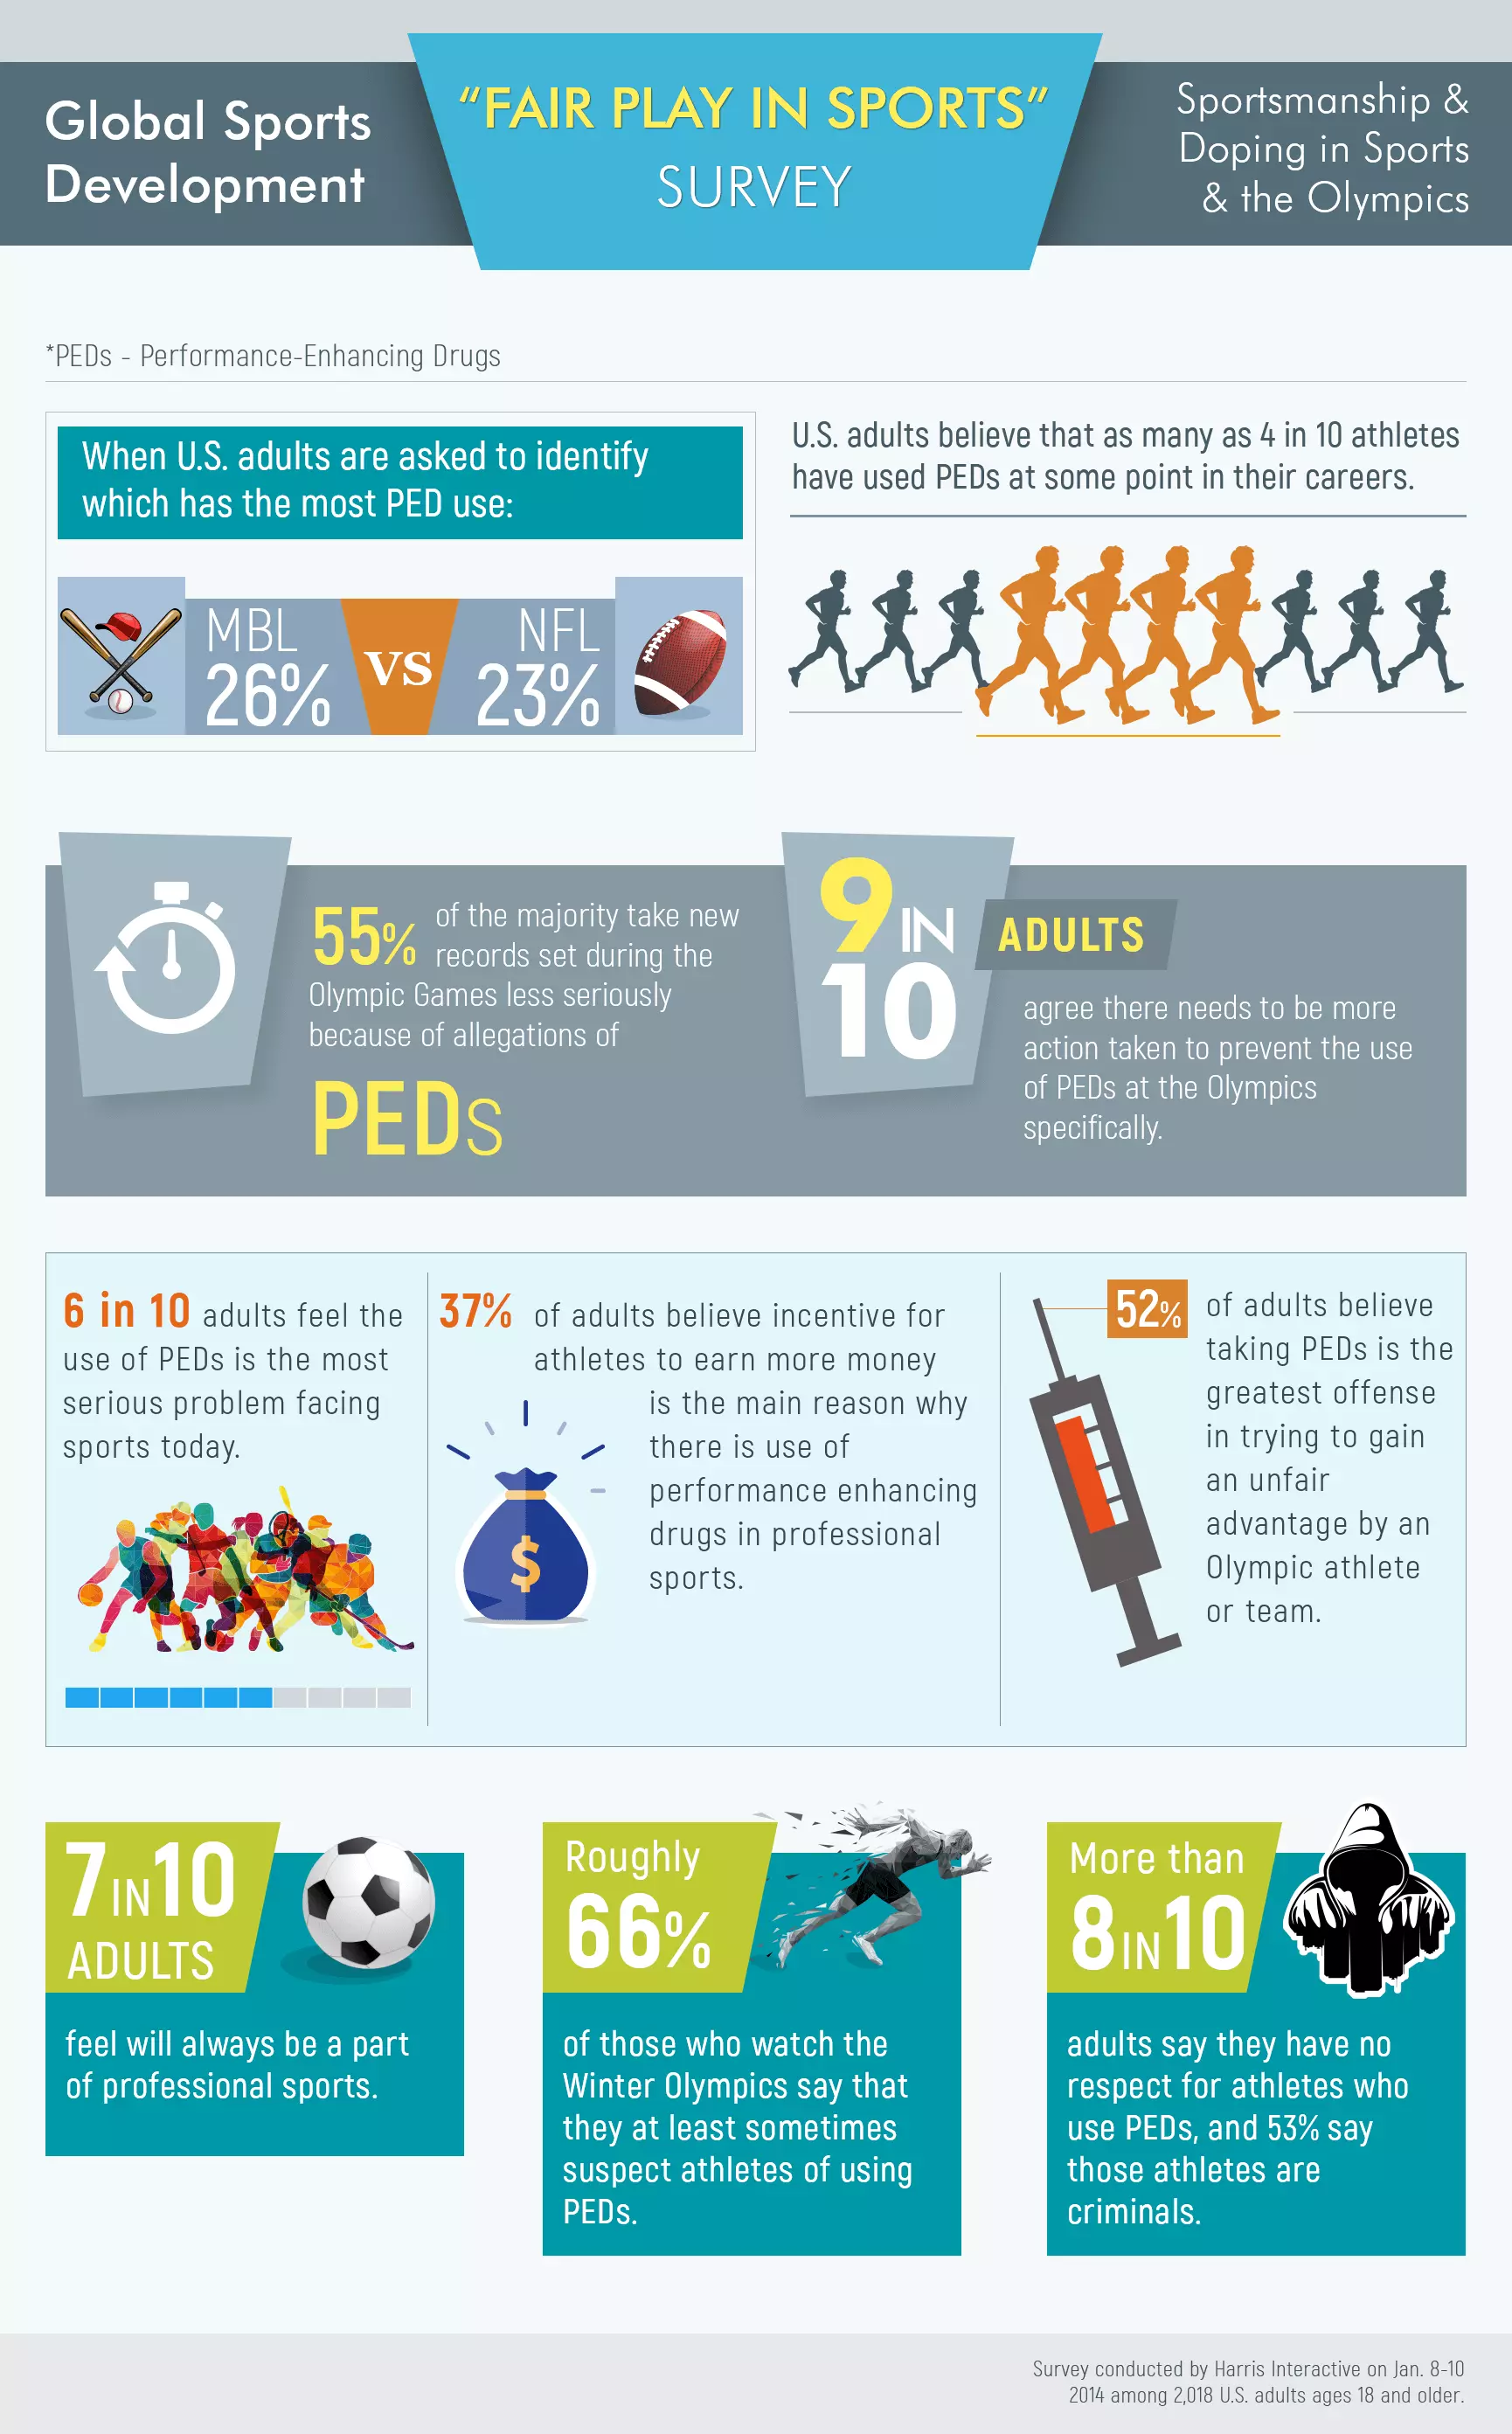 Global Sports
Development
“FAIR PLAY IN SPORTS”
SURVEY
Sportsmanship &
Doping in Sports
& the Olympics
*PEDs - Performance-Enhancing Drugs
When U.S. adults are asked to identify
which has the most PED use:
MBL
26%
VS
NFL
23%
U.S. adults believe that as many as 4 in 10 athletes
have used PEDs at some point in their careers.
55% of the majority take new
records set during the
Olympic Games less seriously
because of allegations of
PEDs
9 IN
10
ADULTS
agree there needs to be more
action taken to prevent the use
of PEDs at the Olympics
specifically.
6 in 10 adults feel the
use of PEDs is the most
serious problem facing
sports today.
37% of adults believe incentive for
athletes to earn more money
is the main reason why
there is use of
performance enhancing
drugs in professional
sports.
$
52% of adults believe
taking PEDs is the
greatest offense
in trying to gain
an unfair
advantage by an
Olympic athlete
or team.
7 IN 10
ADULTS
feel will always be a part
of professional sports.
Roughly
66%
of those who watch the
Winter Olympics say that
they at least sometimes
suspect athletes of using
PEDs.
More than
8 IN 10
adults say they have no
respect for athletes who
use PEDs, and 53% say
those athletes are
criminals.
Survey conducted by Harris Interactive on Jan. 8-10
2014 among 2,018 U.S. adults ages 18 and older.